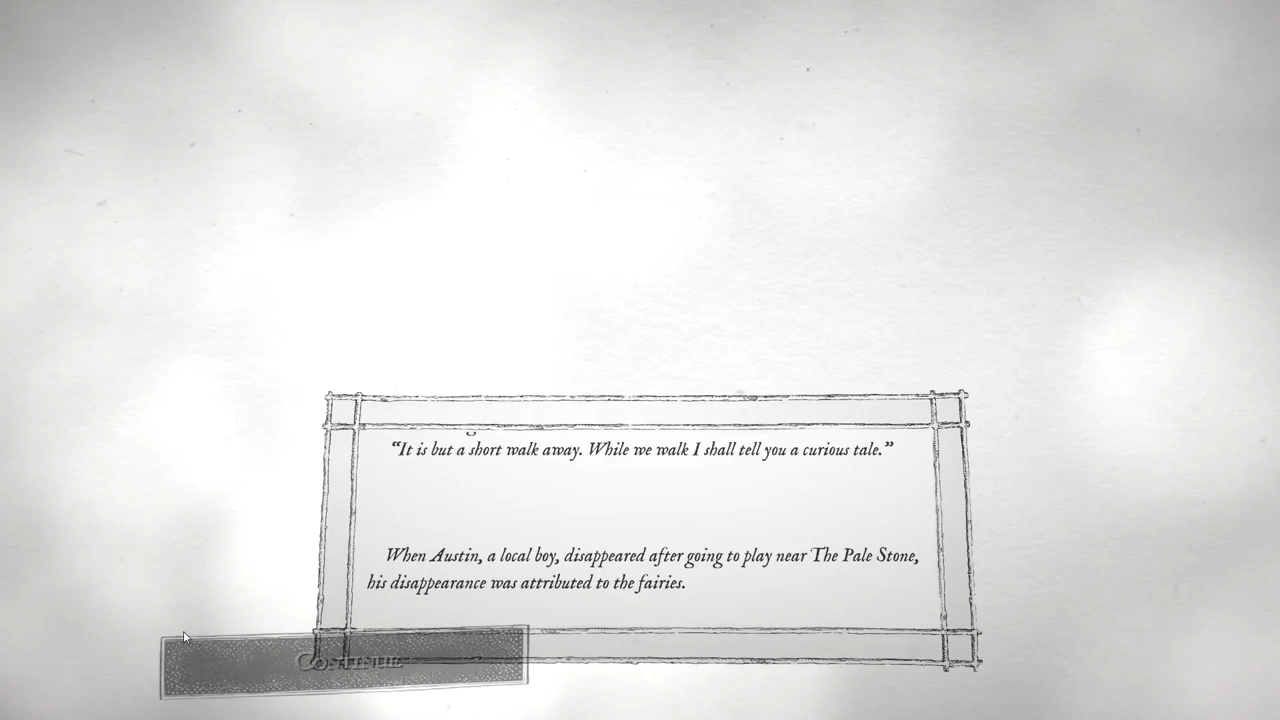 “It is but a short walk away. While we walk I shall tell you a curious tale.”
When Austin, a local boy, disappeared after going to play near The Pale Stone,
his disappearance was attributed to the fairies.
Continue